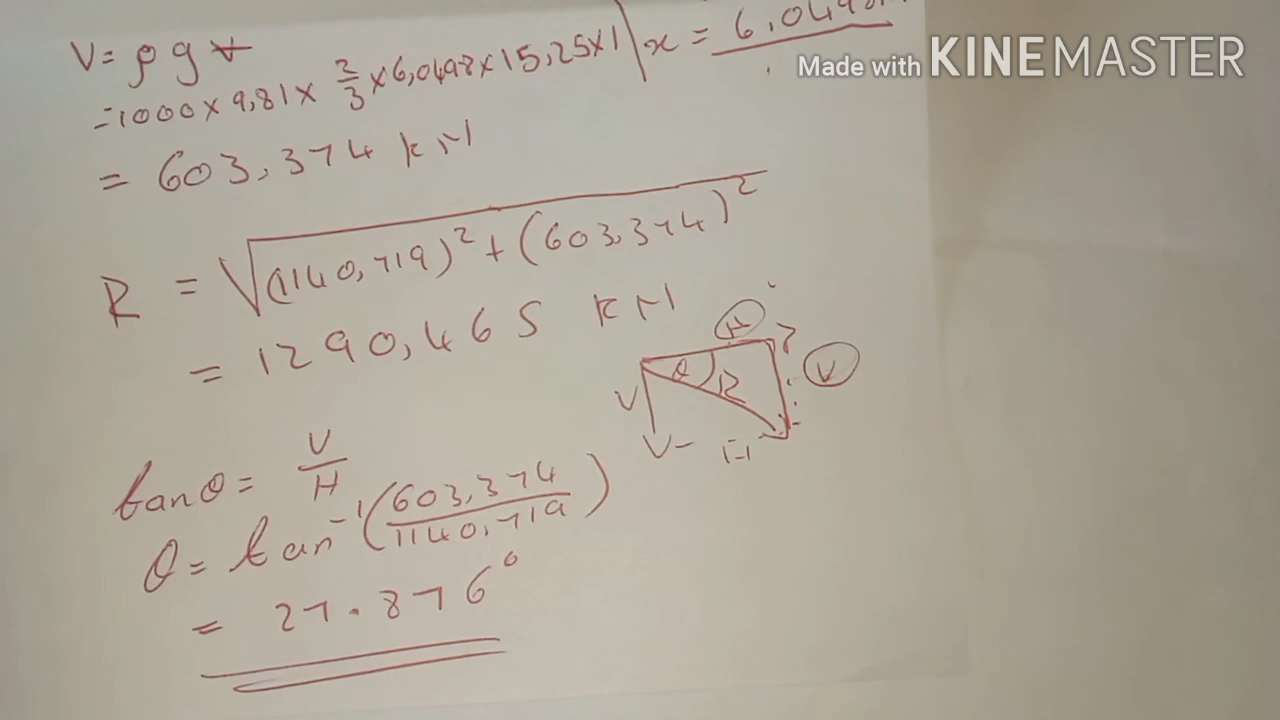 V = ρ g ∀
= 1000 × 9,81 × 2/3 × 6,0498 × 15,25 × 1 | x = 6,0498
Made with KINEMASTER
= 603,374 kN
R = √(1140,719)² + (603,374)²
= 1290,465 kN
H
V θ R V
H
tan θ = V/H
θ = tan⁻¹(603,374/1140,719)
= 27.876°